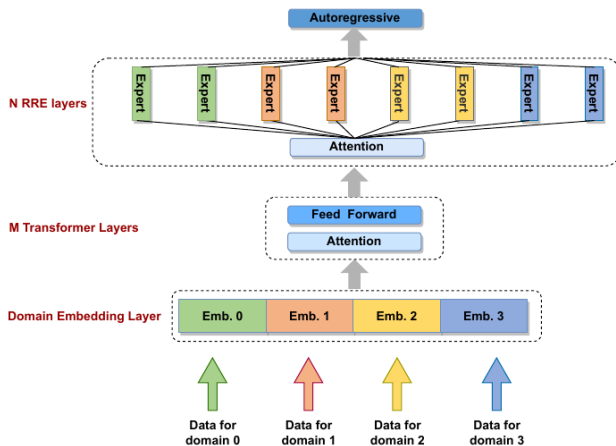 Autoregressive
N RRE layers
Expert Expert Expert Expert Expert Expert Expert Expert
Attention
Feed Forward
M Transformer Layers
Attention
Domain Embedding Layer
Emb. 0 Emb. 1 Emb. 2 Emb. 3
Data for domain 0
Data for domain 1
Data for domain 2
Data for domain 3